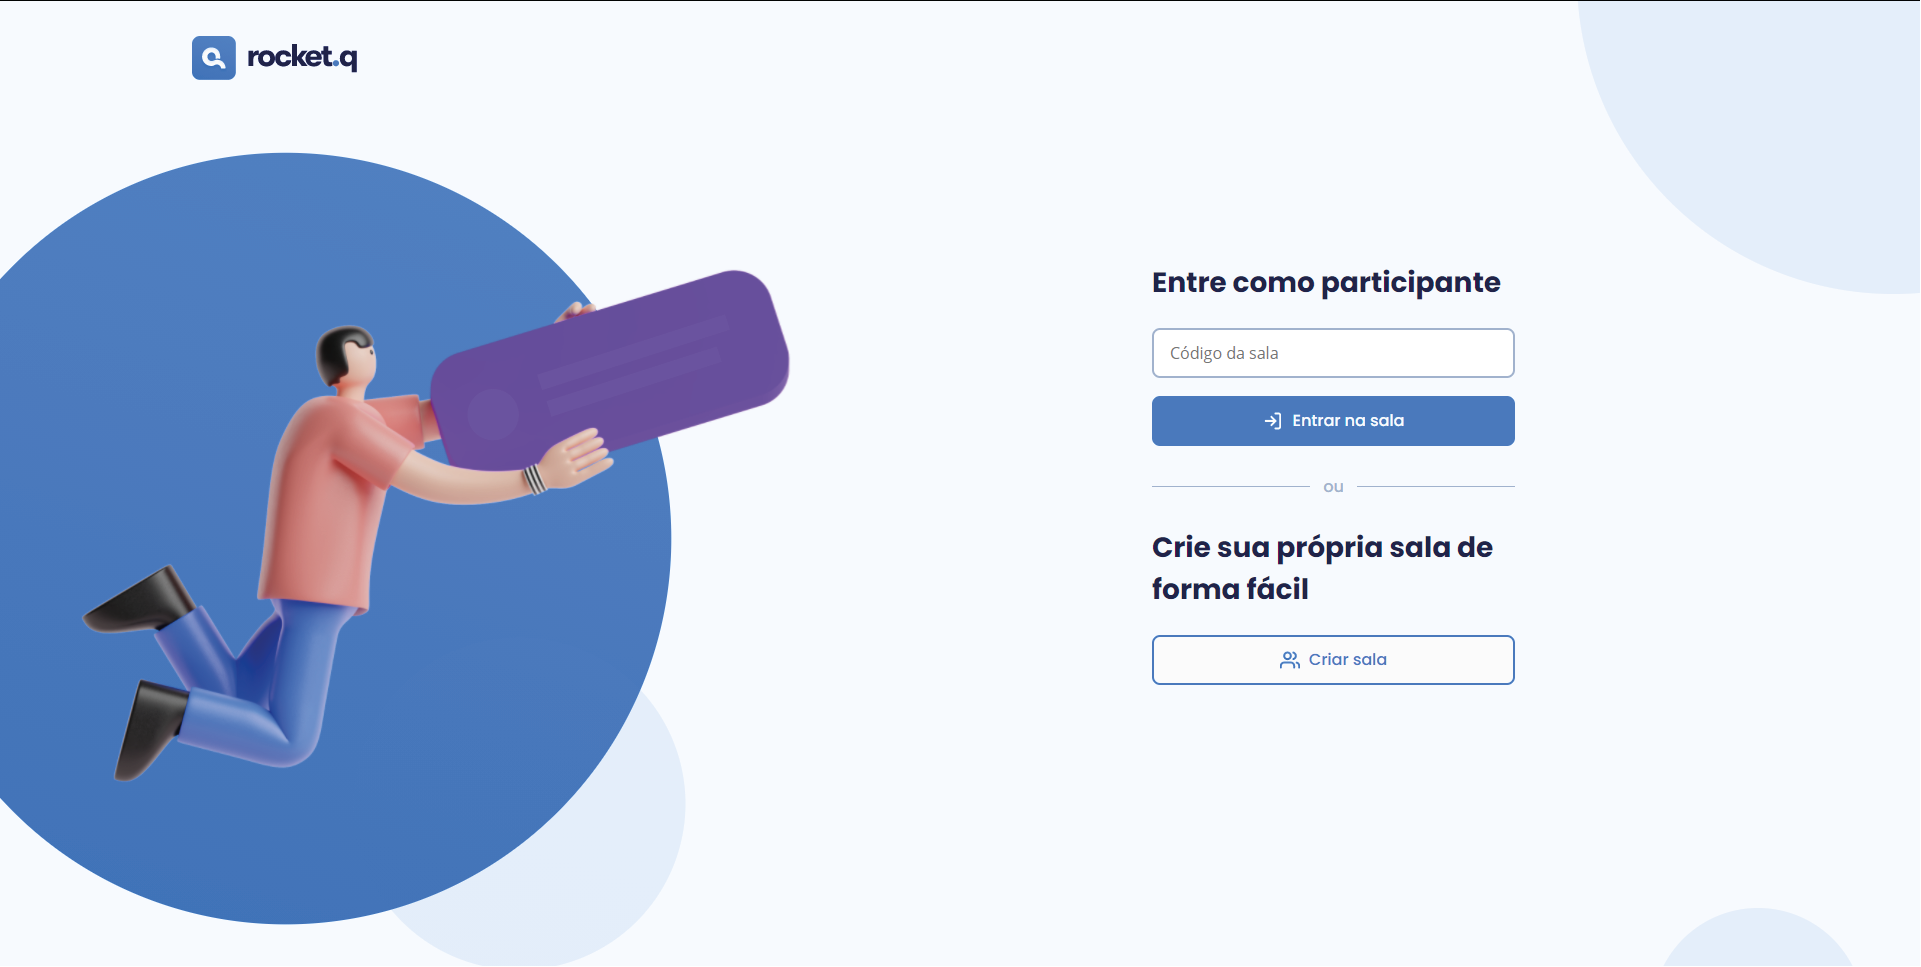 rocket.q
Entre como participante
Código da sala
Entrar na sala
ou
Crie sua própria sala de
forma fácil
Criar sala